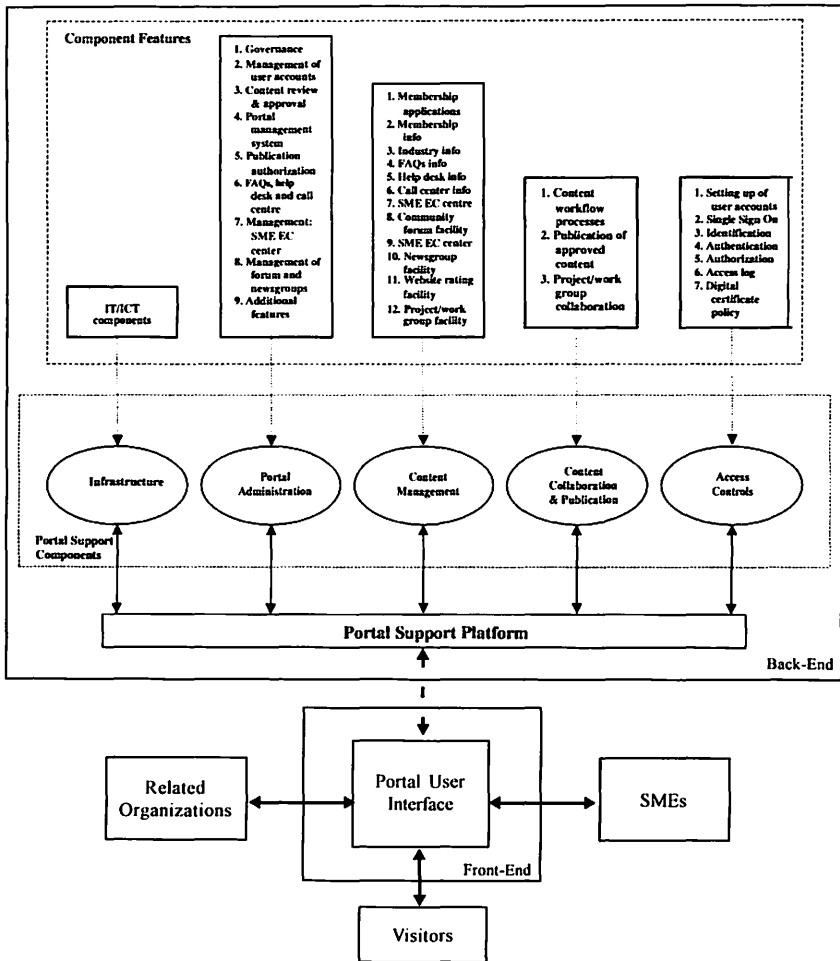 Component Features
IT/ICT
components
1. Governance
2. Management of
user accounts
3. Content review
& approval
4. Portal
management
system
5. Publication
authorization
6. FAQs, help
desk and call
centre
7. Management:
SME EC
center
8. Management of
forum and
newsgroups
9. Additional
features
1. Membership
applications
2. Membership
info
3. Industry info
4. FAQs info
5. Help desk info
6. Call center info
7. SME EC centre
8. Community
forum facility
9. SME EC center
10. Newsgroup
facility
11. Website rating
facility
12. Project/work
group facility
1. Content
workflow
processes
2. Publication of
approved
content
3. Project/work
group
collaboration
1. Setting up of
user accounts
2. Single Sign On
3. Identification
4. Authentication
5. Authorization
6. Access log
7. Digital
certificate
policy
Infrastructure
Portal
Administration
Content
Management
Content
Collaboration
& Publication
Access
Controls
Portal Support
Components
Portal Support Platform
Back-End
Related
Organizations
Portal User
Interface
SMEs
Front-End
Visitors